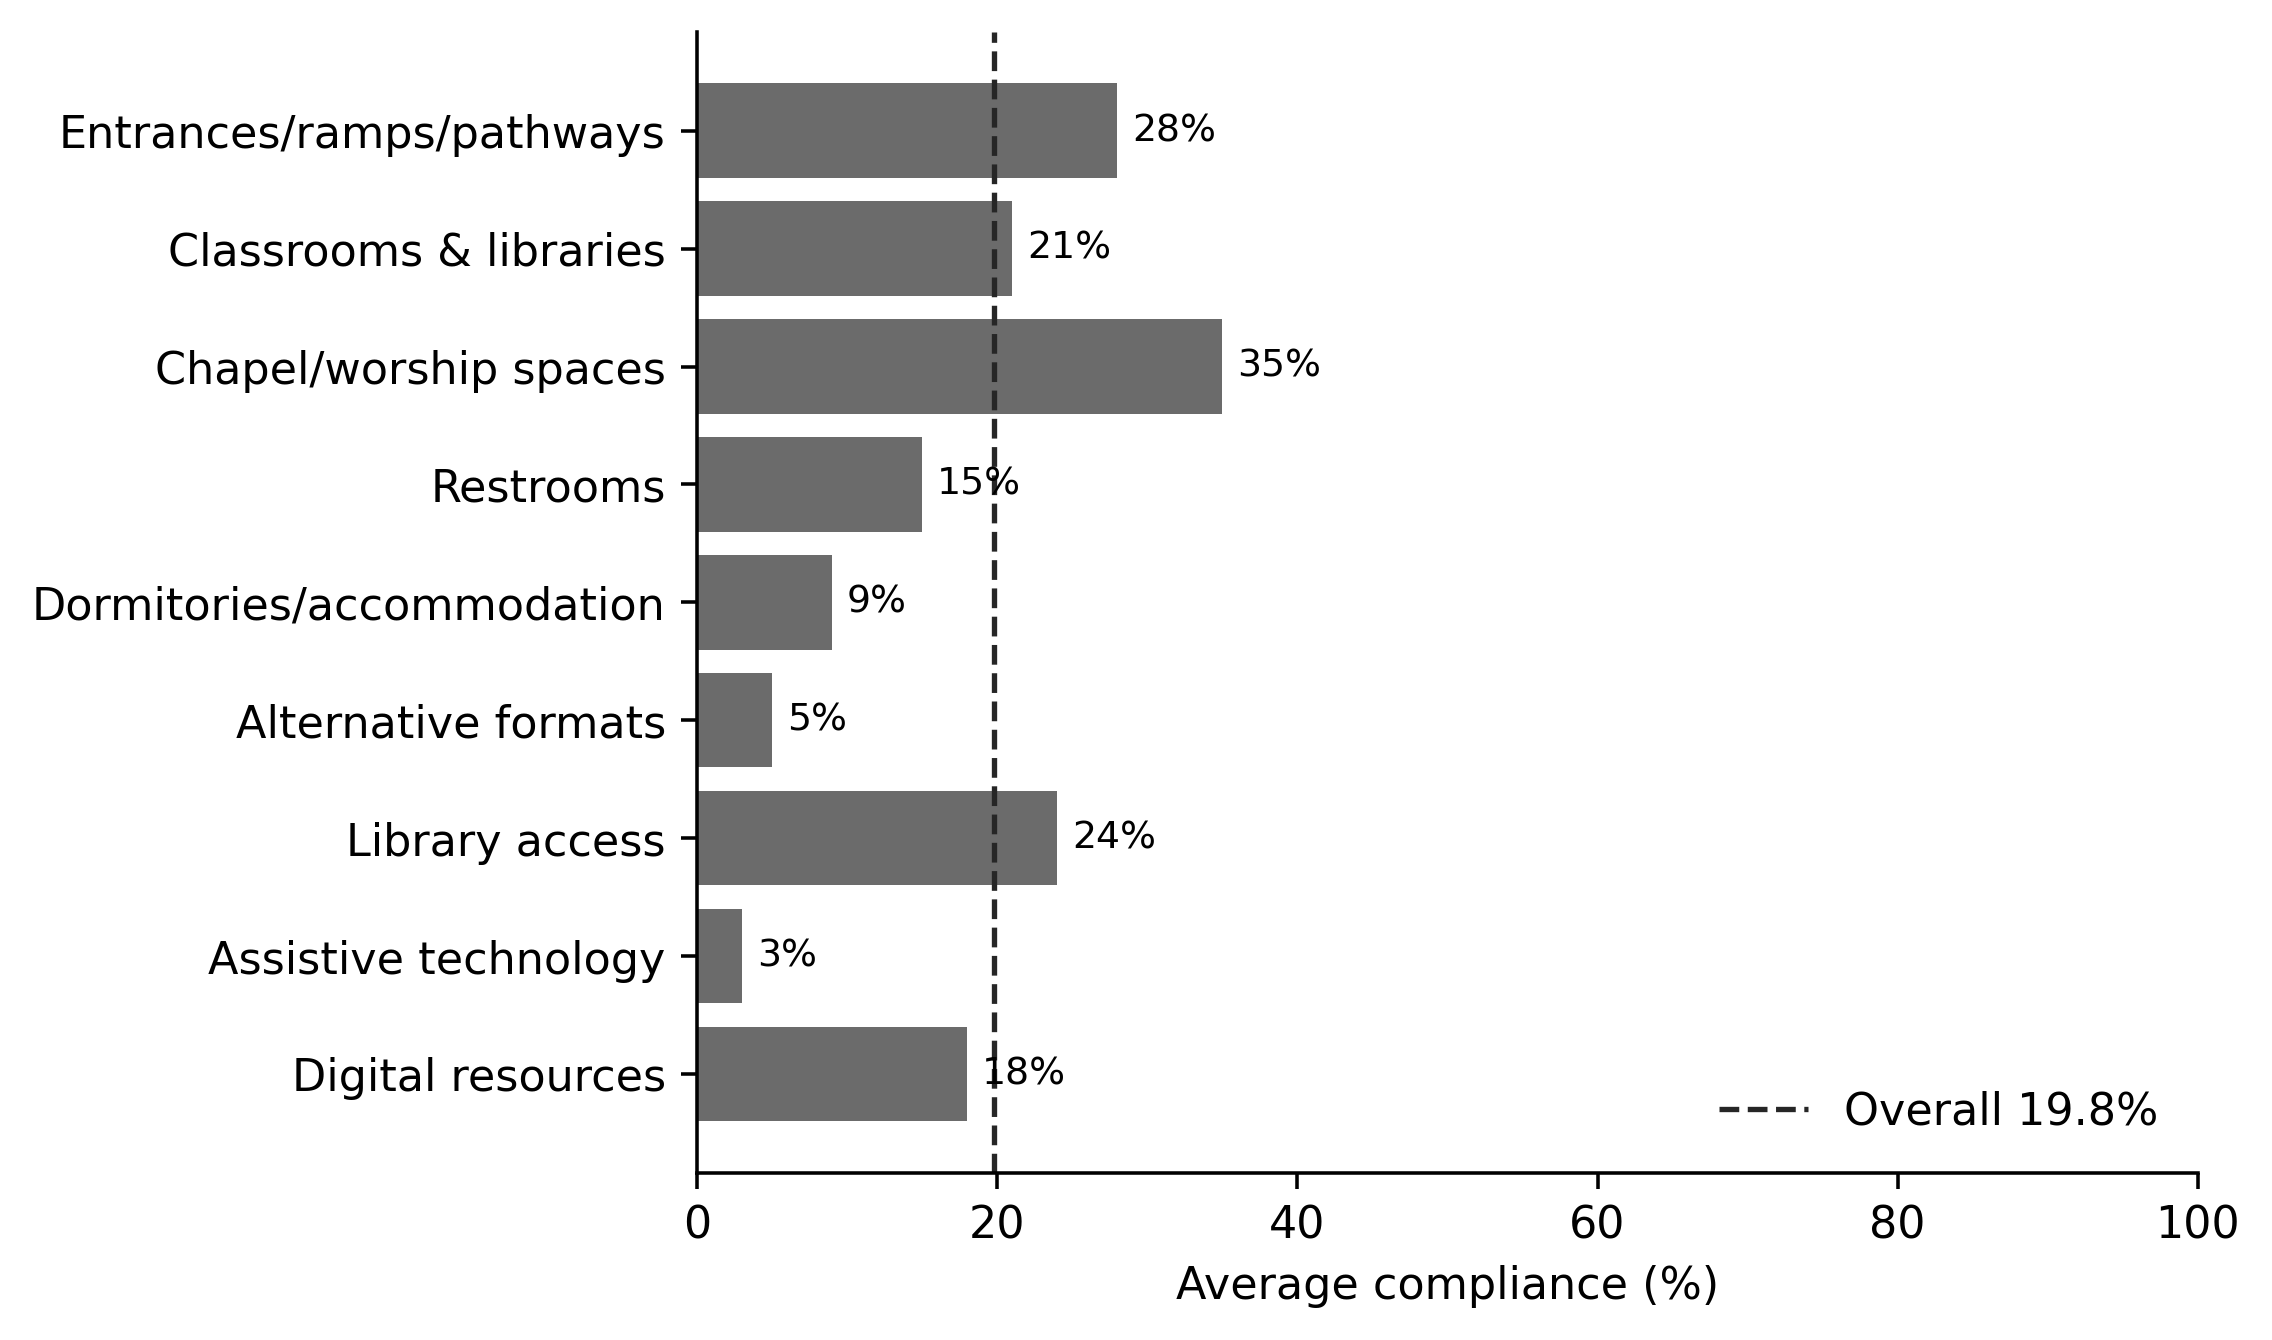 Entrances/ramps/pathways 28%
Classrooms & libraries 21%
Chapel/worship spaces 35%
Restrooms 15%
Dormitories/accommodation 9%
Alternative formats 5%
Library access 24%
Assistive technology 3%
Digital resources 18%
Overall 19.8%
0 20 40 60 80 100
Average compliance (%)